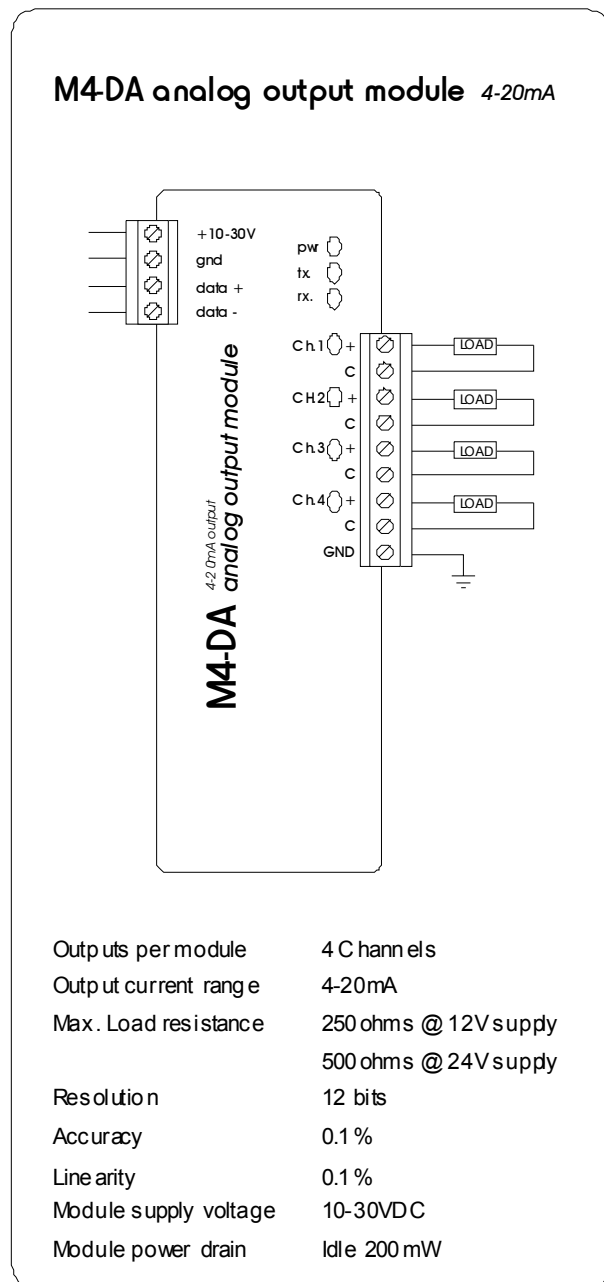 M4-DA analog output module 4-20mA
+10-30V
gnd
data +
data -
pwr
tx.
rx.
Ch.1 +
C
CH.2 +
C
Ch.3 +
C
Ch.4 +
C
GND
LOAD
LOAD
LOAD
LOAD
M4-DA
4-20mA output
analog output module
Outputs per module 4 Channels
Output current range 4-20mA
Max. Load resistance 250 ohms @ 12V supply
500 ohms @ 24V supply
Resolution 12 bits
Accuracy 0.1%
Linearity 0.1%
Module supply voltage 10-30VDC
Module power drain Idle 200mW